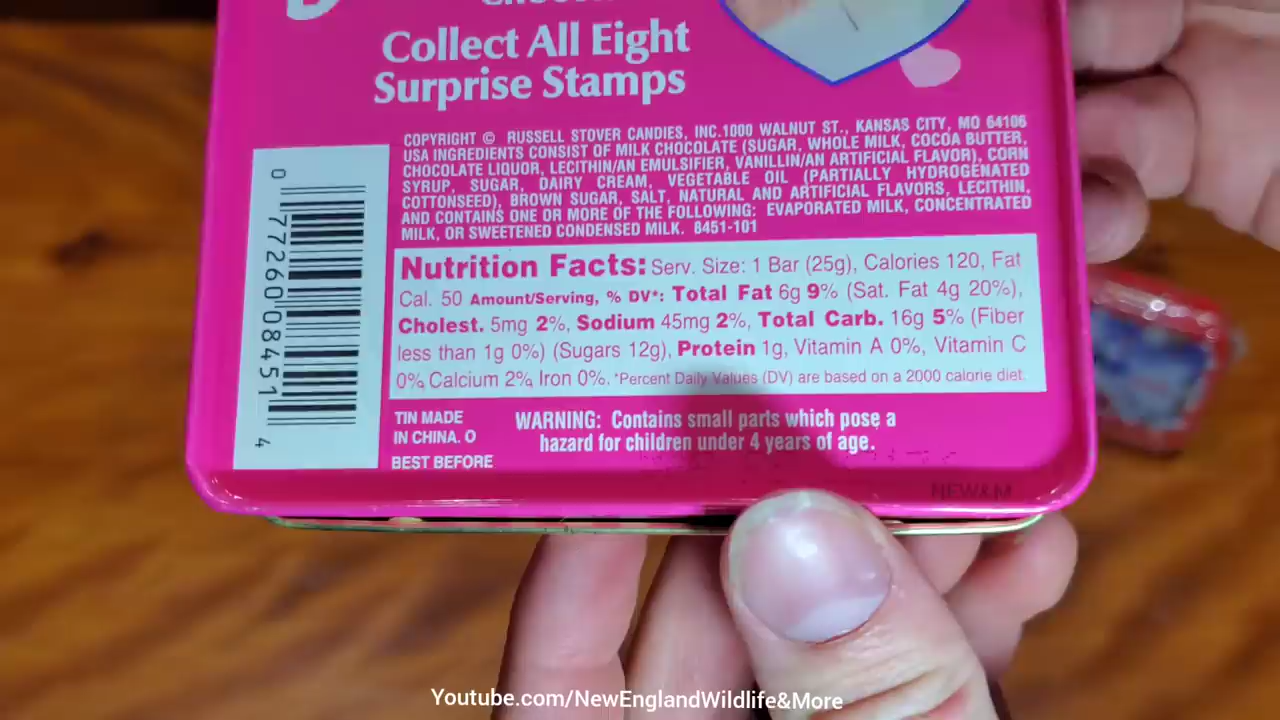 Collect All Eight
Surprise Stamps
COPYRIGHT © RUSSELL STOVER CANDIES, INC.1000 WALNUT ST., KANSAS CITY, MO 64106
USA INGREDIENTS CONSIST OF MILK CHOCOLATE (SUGAR, WHOLE MILK, COCOA BUTTER,
CHOCOLATE LIQUOR, LECITHIN/AN EMULSIFIER, VANILLIN/AN ARTIFICIAL FLAVOR), CORN
SYRUP, SUGAR, DAIRY CREAM, VEGETABLE OIL (PARTIALLY HYDROGENATED
COTTONSEED), BROWN SUGAR, SALT, NATURAL AND ARTIFICIAL FLAVORS, LECITHIN,
AND CONTAINS ONE OR MORE OF THE FOLLOWING: EVAPORATED MILK, CONCENTRATED
MILK, OR SWEETENED CONDENSED MILK. 8451-101
0 77260 08451 4
Nutrition Facts: Serv. Size: 1 Bar (25g), Calories 120, Fat
Cal. 50 Amount/Serving, % DV*: Total Fat 6g 9% (Sat. Fat 4g 20%),
Cholest. 5mg 2%, Sodium 45mg 2%, Total Carb. 16g 5% (Fiber
less than 1g 0%) (Sugars 12g), Protein 1g, Vitamin A 0%, Vitamin C
0%, Calcium 2%, Iron 0%. *Percent Daily Values (DV) are based on a 2000 calorie diet.
TIN MADE
IN CHINA. O
BEST BEFORE
WARNING: Contains small parts which pose a
hazard for children under 4 years of age.
NEW&M
Youtube.com/NewEnglandWildlife&More